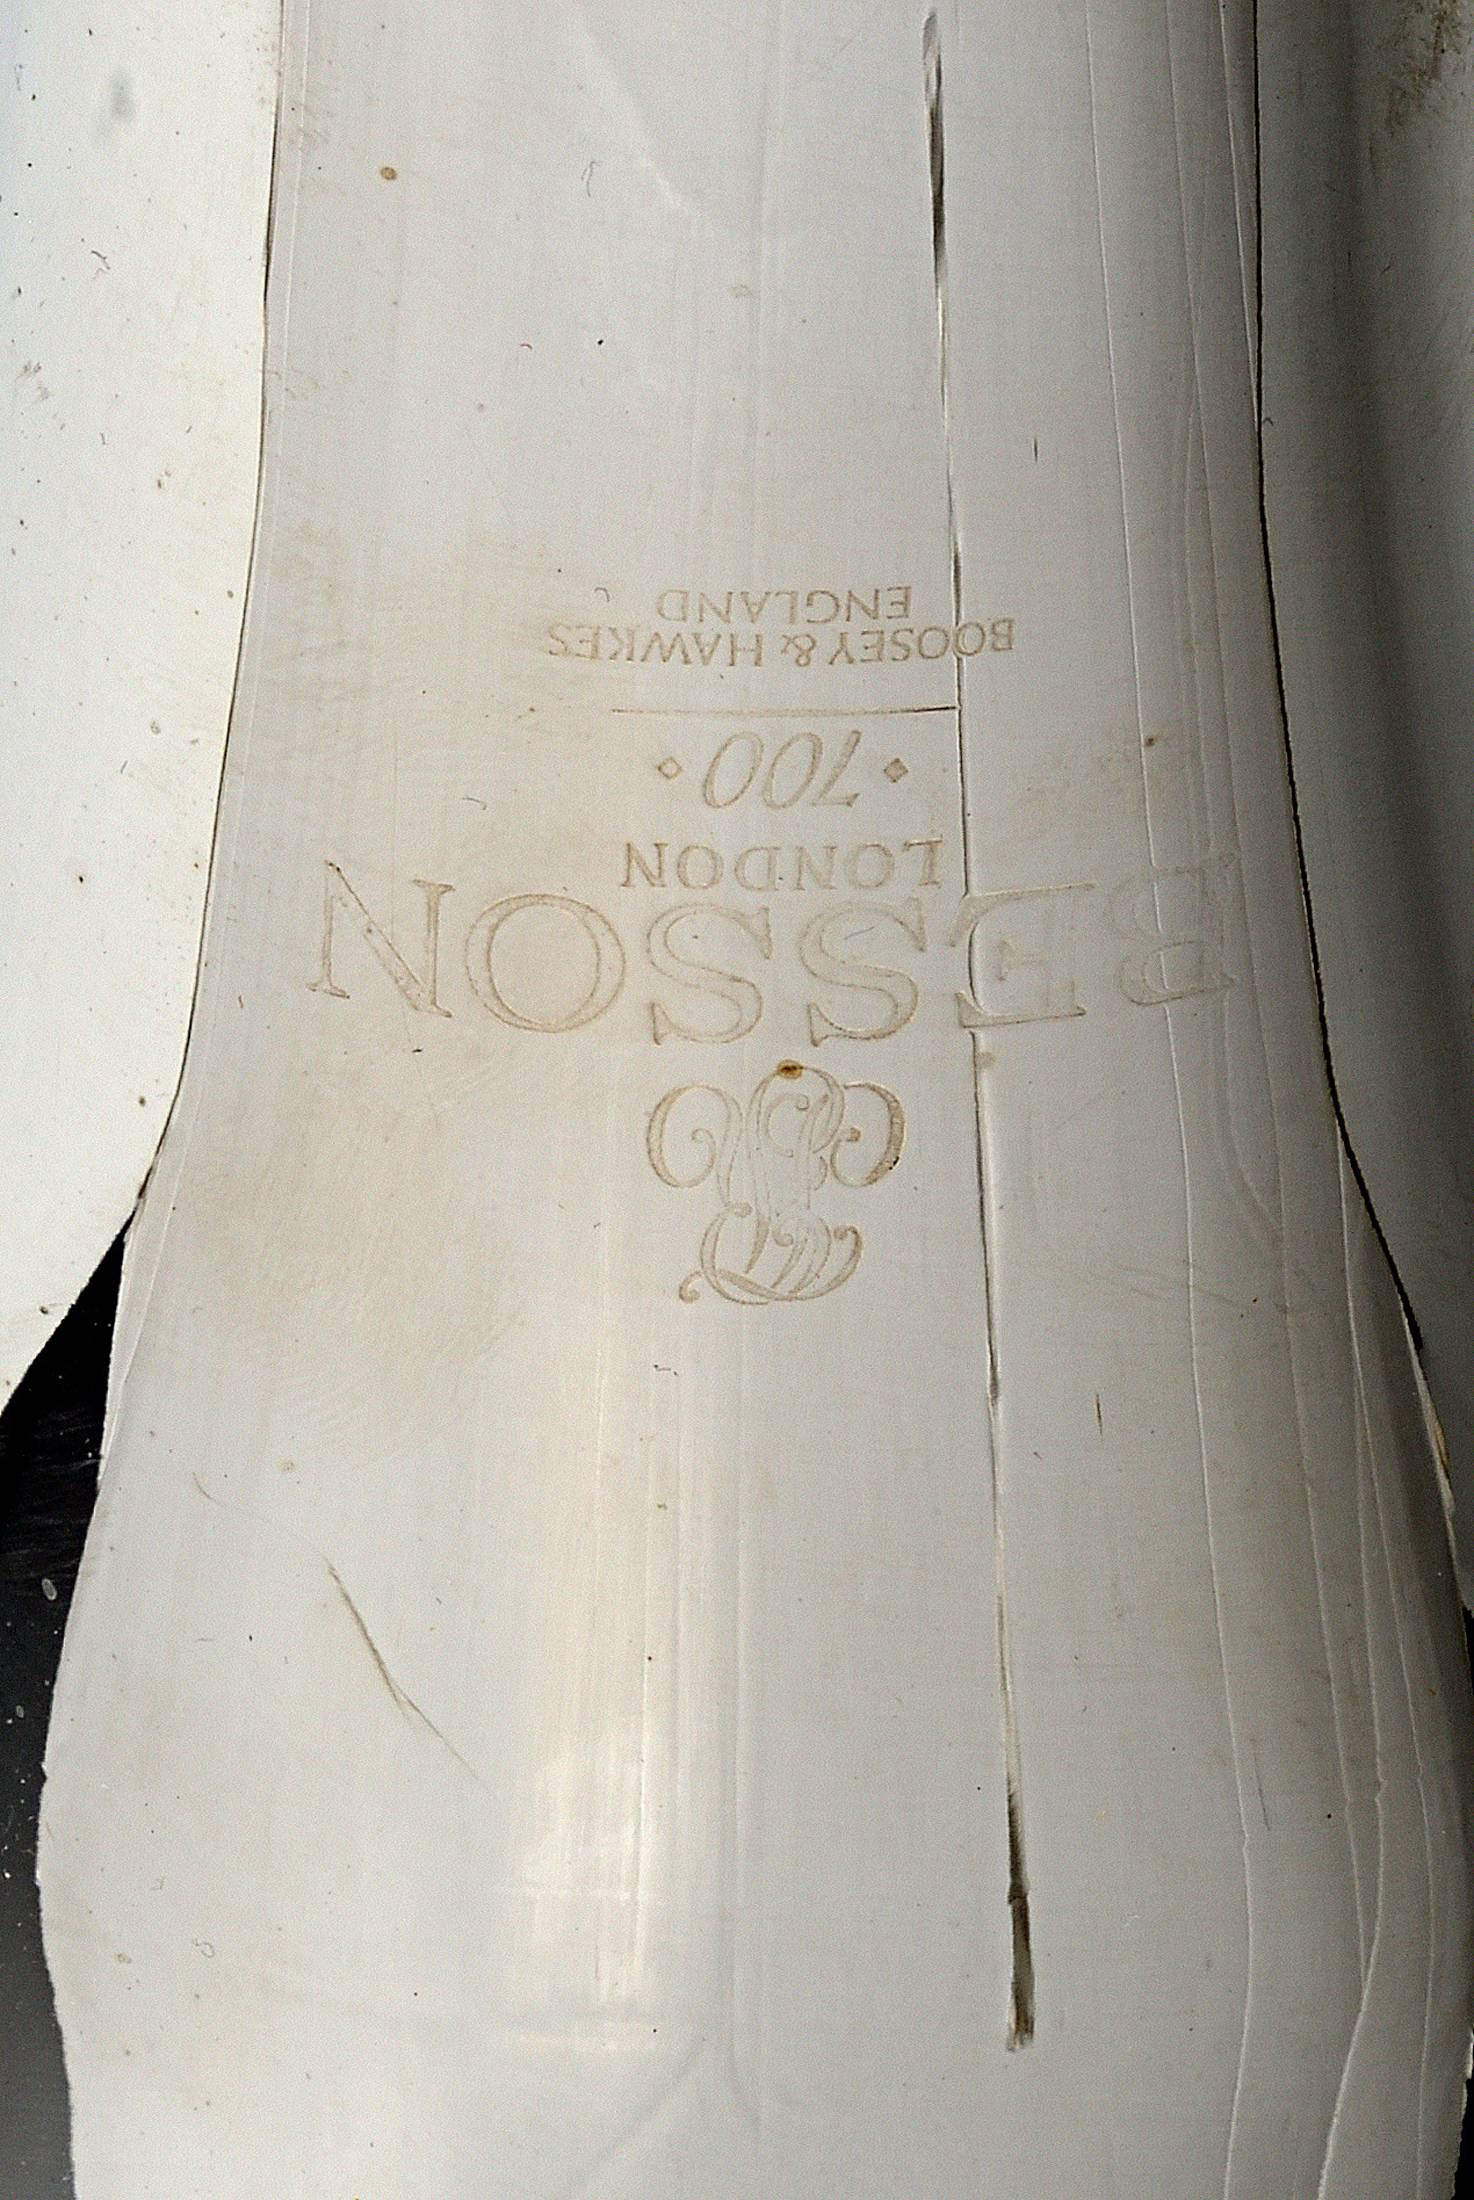 BESSON
LONDON
⬦ 700 ⬦
BOOSEY & HAWKES
ENGLAND